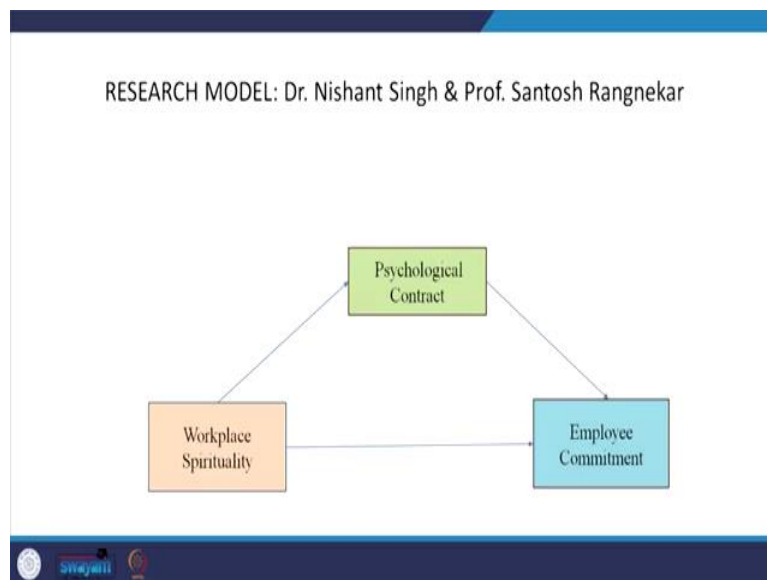 RESEARCH MODEL: Dr. Nishant Singh & Prof. Santosh Rangnekar
Psychological
Contract
Workplace
Spirituality
Employee
Commitment
swayam